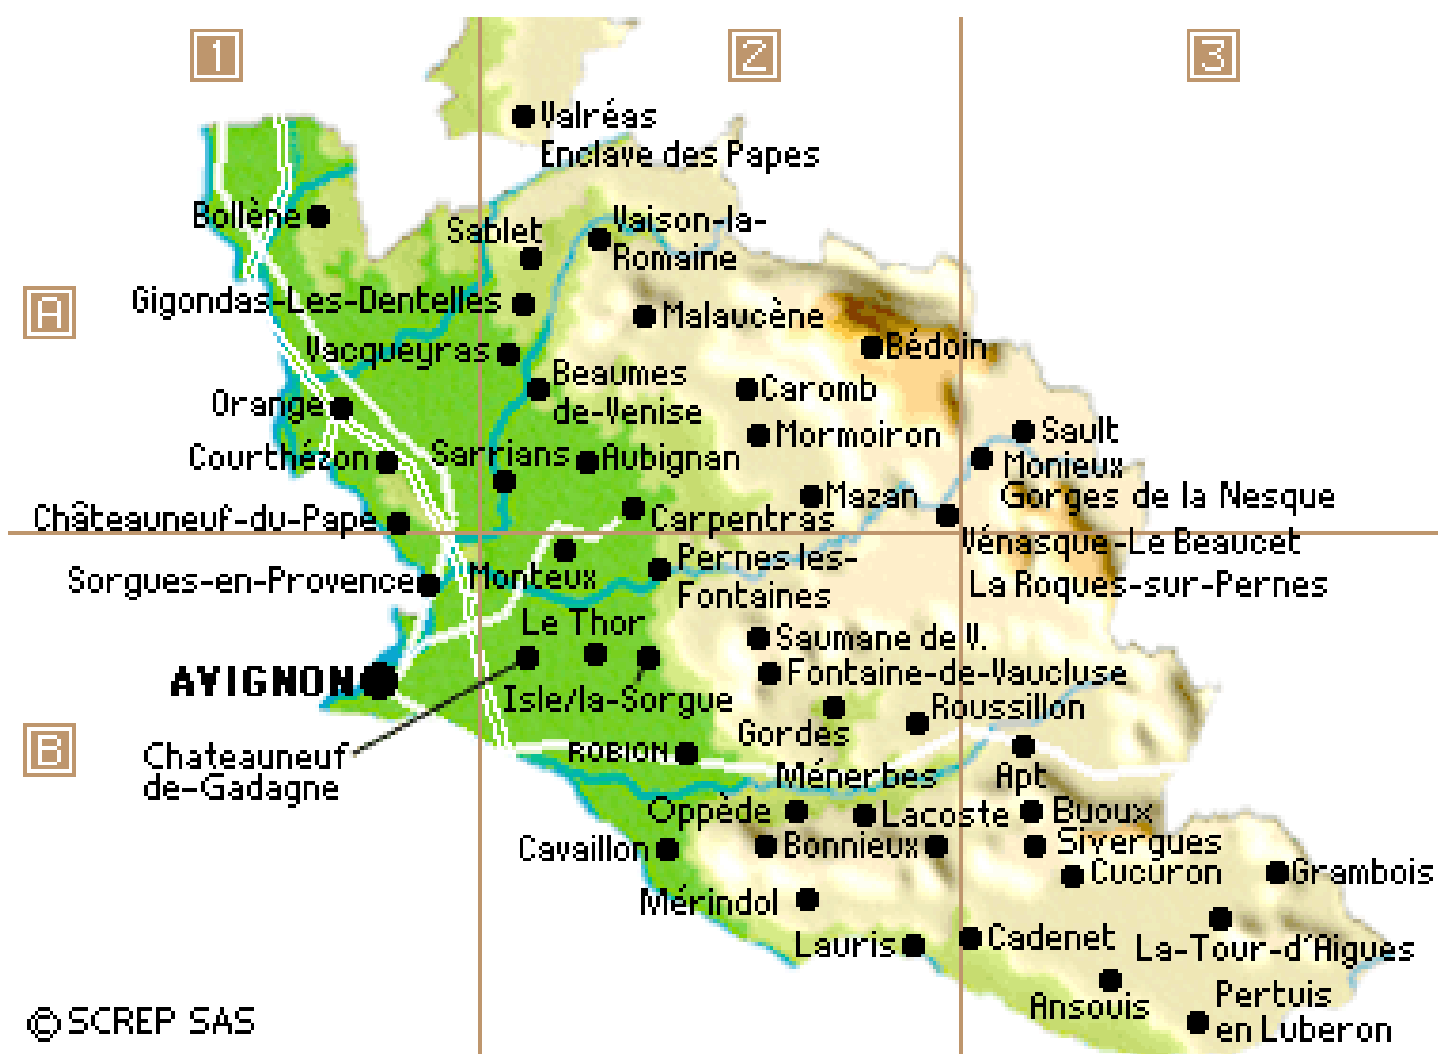 1
2
3
Valréas
Enclave des Papes
Bollène
Sablet
Vaison-la-
Romaine
A
Gigondas-Les-Dentelles
Malaucène
Vacqueyras
Bédoin
Beaumes
de-Venise
Caromb
Orange
Mormoiron
Sault
Courthézon
Sarrians
Aubignan
Monieux
Gorges de la Nesque
Mazan
Châteauneuf-du-Pape
Carpentras
Vénasque-Le Beaucet
La Roques-sur-Pernes
Sorgues-en-Provence
Monteux
Pernes les-
Fontaines
Le Thor
Saumane de V.
Fontaine-de-Vaucluse
AVIGNON
Isle/la-Sorgue
Roussillon
Gordes
B
Chateauneuf
de-Gadagne
ROBION
Ménerbes
Apt
Oppède
Lacoste
Buoux
Cavaillon
Bonnieux
Sivergues
Cucuron
Grambois
Mérindol
Lauris
Cadenet
La-Tour-d'Aigues
Ansouis
Pertuis
en Luberon
© SCREP SAS